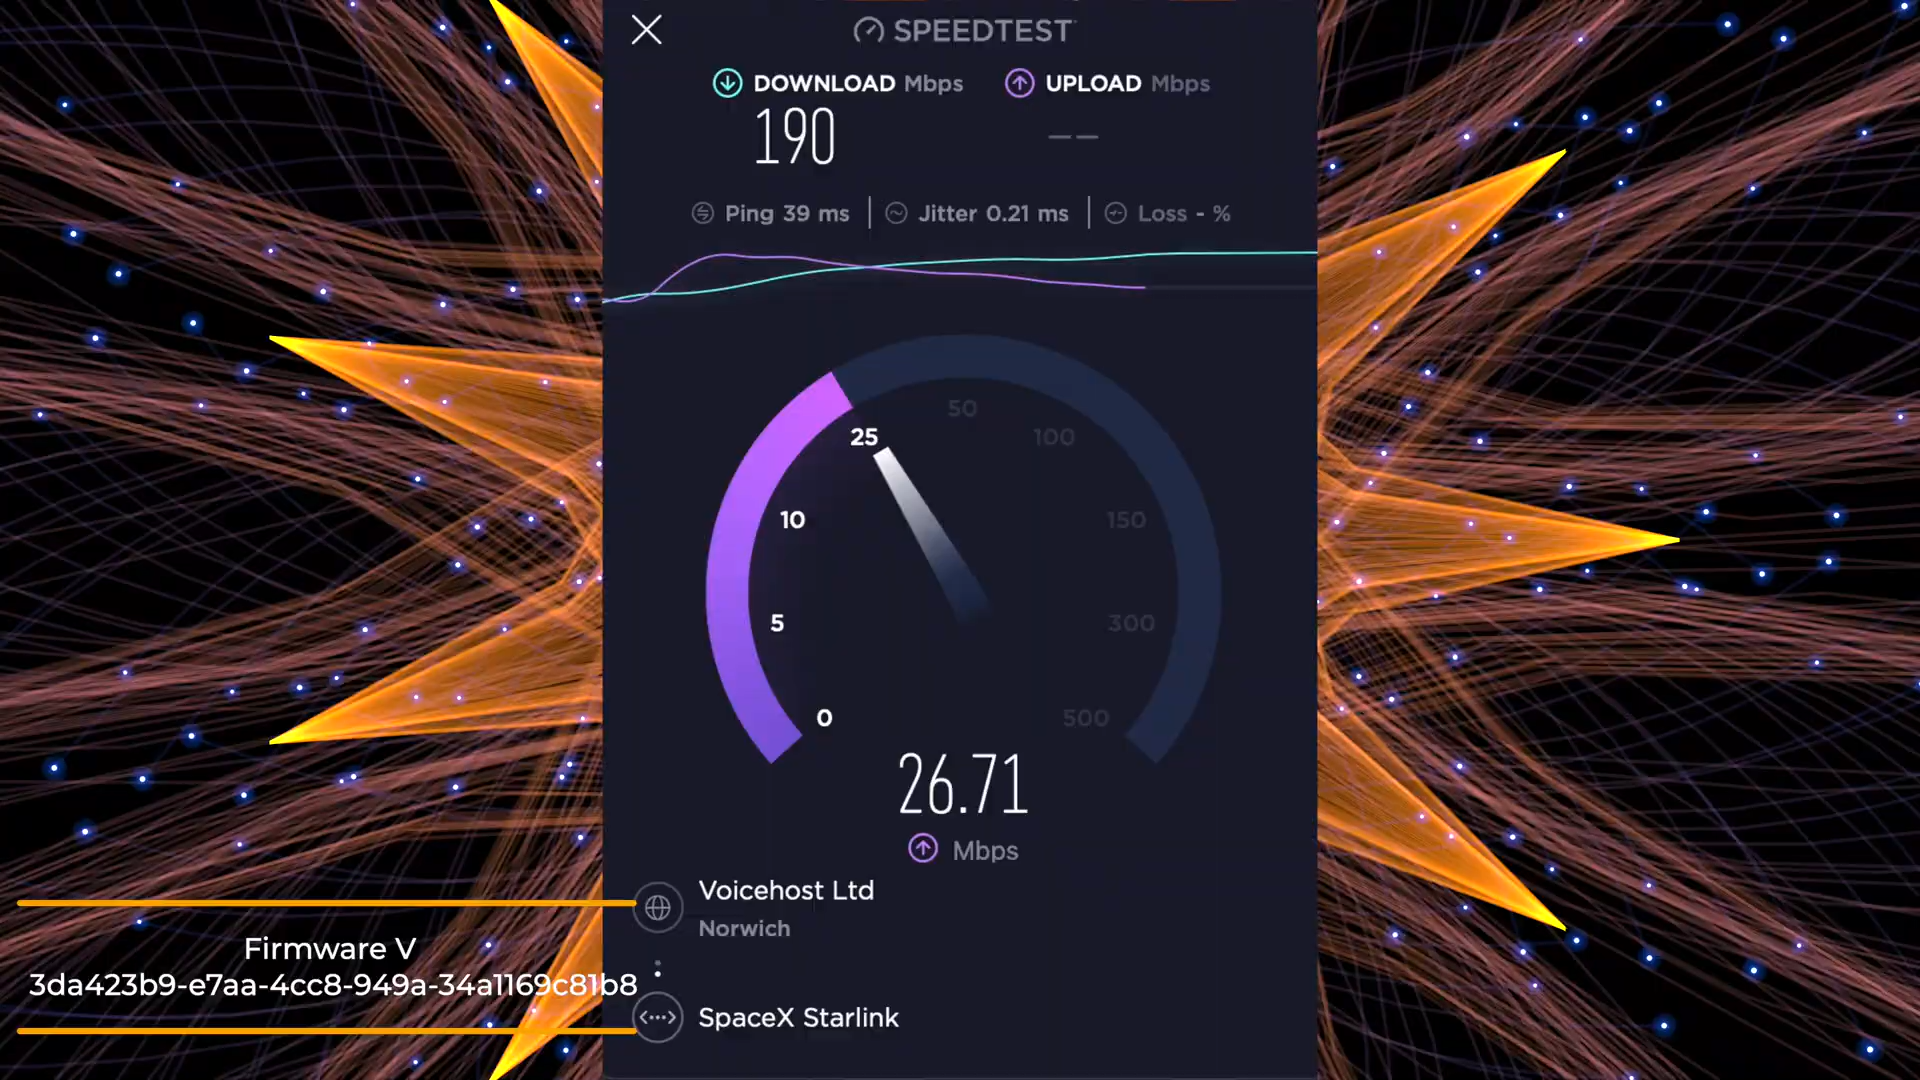 SPEEDTEST
DOWNLOAD Mbps
UPLOAD Mbps
190
— —
Ping 39 ms
Jitter 0.21 ms
Loss - %
50
25
100
10
150
5
300
0
500
26.71
Mbps
Voicehost Ltd
Norwich
Firmware V
3da423b9-e7aa-4cc8-949a-34a1169c81b8
SpaceX Starlink